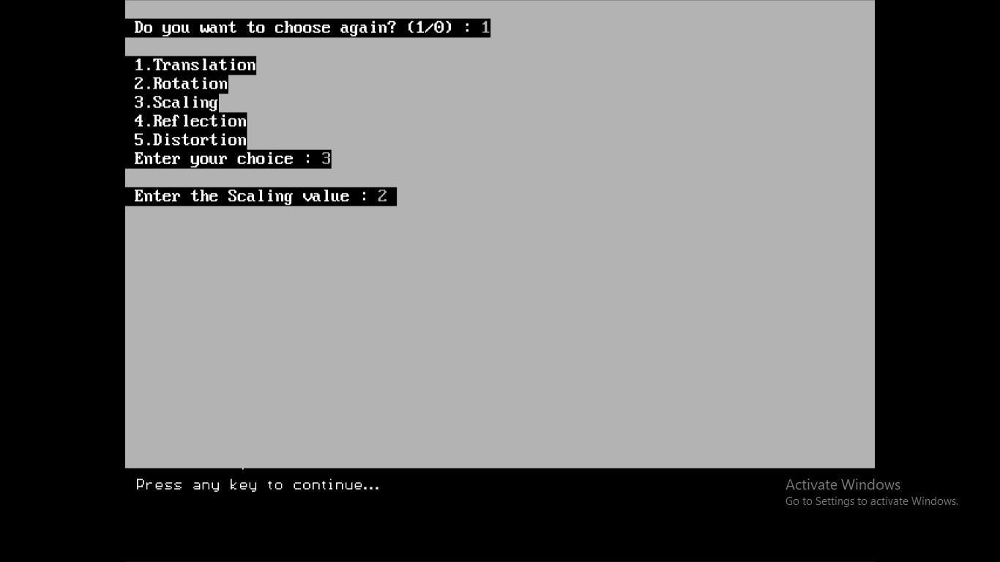 Do you want to choose again? (1/0) : 1
1.Translation
2.Rotation
3.Scaling
4.Reflection
5.Distortion
Enter your choice : 3
Enter the Scaling value : 2
Press any key to continue...
Activate Windows
Go to Settings to activate Windows.